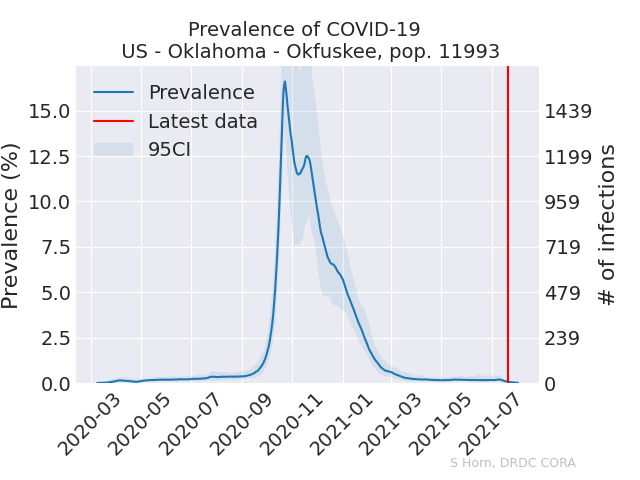 Prevalence of COVID-19
US - Oklahoma - Okfuskee, pop. 11993
Prevalence
Latest data
95CI
Prevalence (%)
15.0
12.5
10.0
7.5
5.0
2.5
0.0
1439
1199
959
719
479
239
0
# of infections
2020-03
2020-05
2020-07
2020-09
2020-11
2021-01
2021-03
2021-05
2021-07
S Horn, DRDC CORA